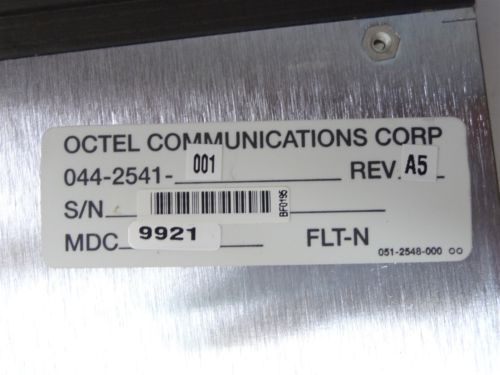 OCTEL COMMUNICATIONS CORP
044-2541-001 REV. A5
S/N BF0195
MDC 9921 FLT-N
051-2548-000